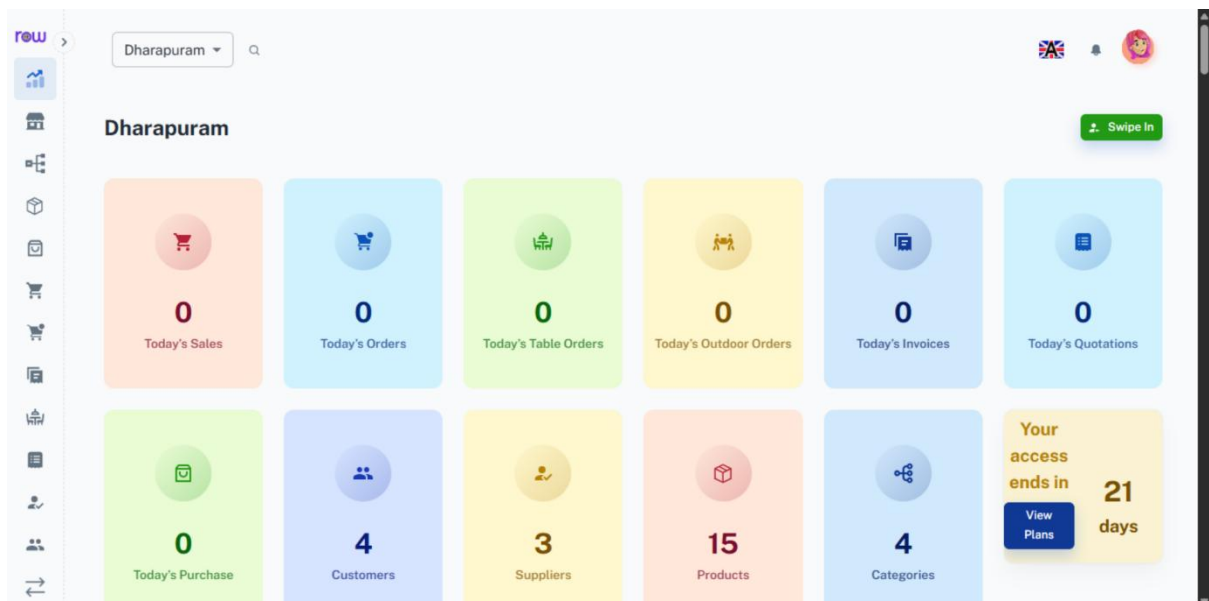 row
Dharapuram
A
Dharapuram
Swipe In
0
Today's Sales
0
Today's Orders
0
Today's Table Orders
0
Today's Outdoor Orders
0
Today's Invoices
0
Today's Quotations
0
Today's Purchase
4
Customers
3
Suppliers
15
Products
4
Categories
Your
access
ends in
View
Plans
21
days